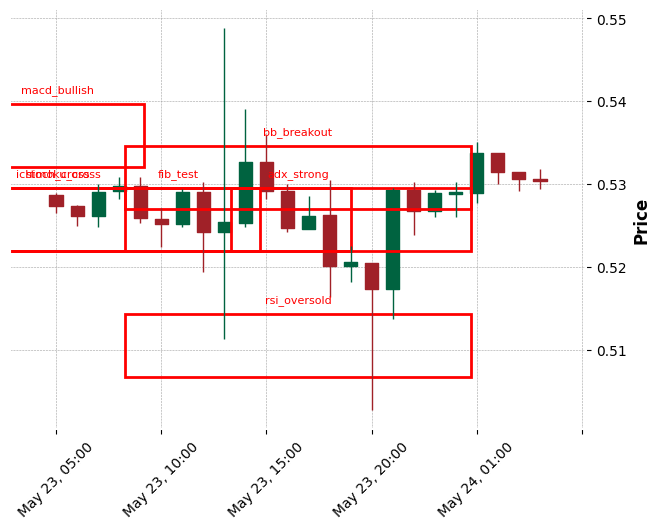 0.55
macd_bullish
0.54
bb_breakout
stoch_cross
fib_test
adx_strong
0.53
Price
0.52
rsi_oversold
0.51
May 23, 05:00
May 23, 10:00
May 23, 15:00
May 23, 20:00
May 24, 01:00